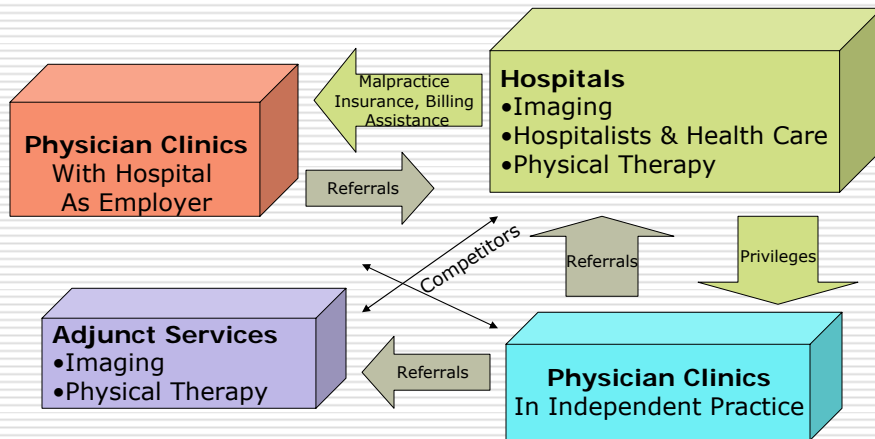 Malpractice
Insurance, Billing
Assistance
Hospitals
•Imaging
•Hospitalists & Health Care
•Physical Therapy
Physician Clinics
With Hospital
As Employer
Referrals
Competitors
Referrals
Privileges
Adjunct Services
•Imaging
•Physical Therapy
Referrals
Physician Clinics
In Independent Practice